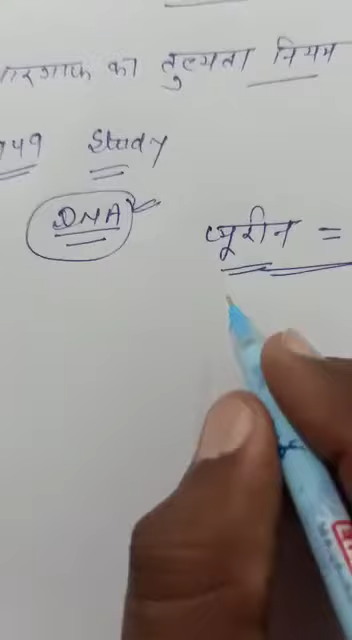 का तुल्यता नियम
Study
DNA
प्यूरीन =